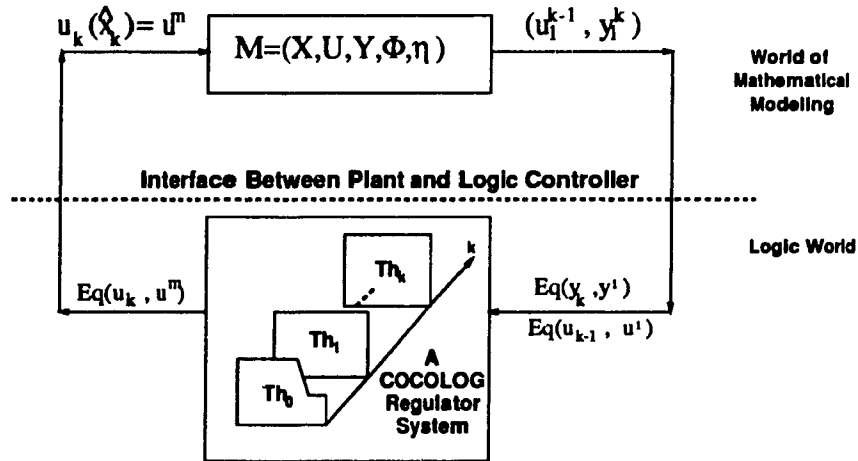 u_k(x̂_k)= u^m
M=(X,U,Y,Φ,η)
(u_1^{k-1} , y_1^k)
World of
Mathematical
Modeling
Interface Between Plant and Logic Controller
Logic World
k
Th_k
Eq(u_k , u^m)
Eq(y_k ,y^1)
Eq(u_{k-1} , u^1)
Th_1
A
COCOLOG
Regulator
System
Th_0